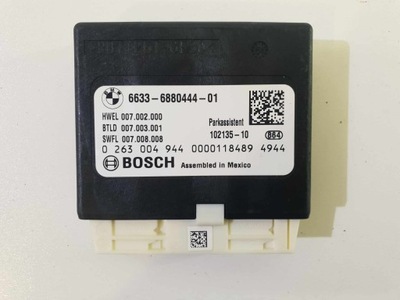 6633-6880444-01
HWEL 007.002.000
BTLD 007.003.001
SWFL 007.008.008
Parkassistent
102135-10 884
0 263 004 944 0000118489 4944
BOSCH Assembled in Mexico